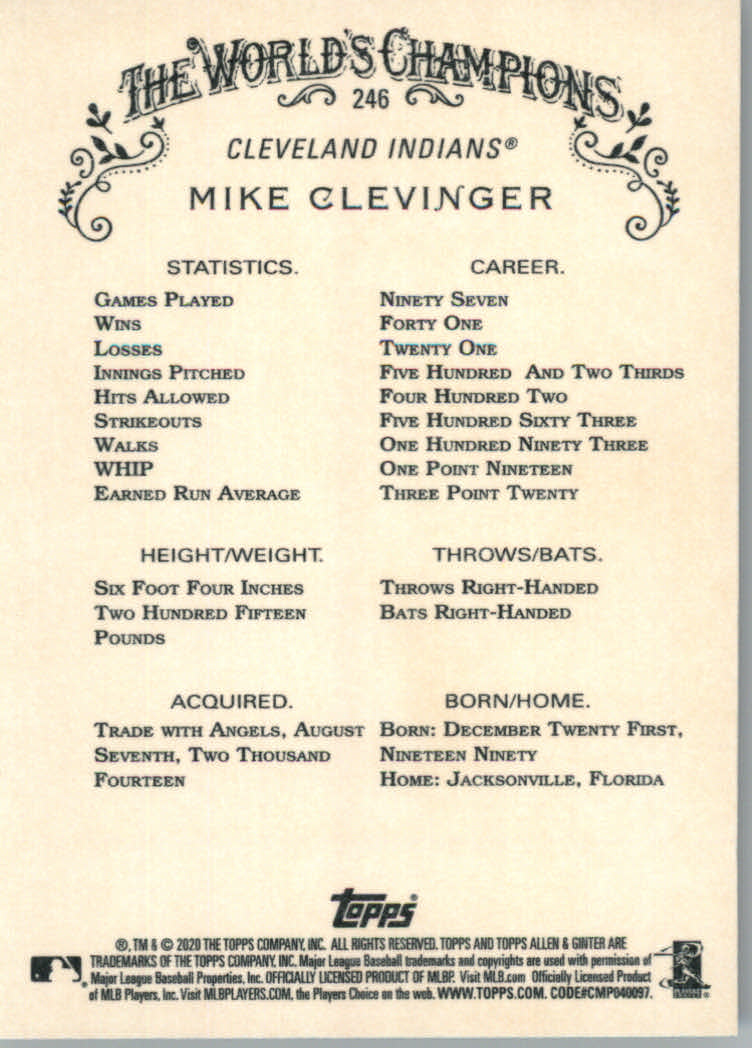 THE WORLD'S CHAMPIONS
246
CLEVELAND INDIANS®
MIKE CLEVINGER
STATISTICS. CAREER.
GAMES PLAYED NINETY SEVEN
WINS FORTY ONE
LOSSES TWENTY ONE
INNINGS PITCHED FIVE HUNDRED AND TWO THIRDS
HITS ALLOWED FOUR HUNDRED TWO
STRIKEOUTS FIVE HUNDRED SIXTY THREE
WALKS ONE HUNDRED NINETY THREE
WHIP ONE POINT NINETEEN
EARNED RUN AVERAGE THREE POINT TWENTY
HEIGHT/WEIGHT. THROWS/BATS.
SIX FOOT FOUR INCHES THROWS RIGHT-HANDED
TWO HUNDRED FIFTEEN BATS RIGHT-HANDED
POUNDS
ACQUIRED. BORN/HOME.
TRADE WITH ANGELS, AUGUST BORN: DECEMBER TWENTY FIRST,
SEVENTH, TWO THOUSAND NINETEEN NINETY
FOURTEEN HOME: JACKSONVILLE, FLORIDA
topps®
®, TM & © 2020 THE TOPPS COMPANY, INC. ALL RIGHTS RESERVED. TOPPS AND TOPPS ALLEN & GINTER ARE
TRADEMARKS OF THE TOPPS COMPANY, INC. Major League Baseball trademarks and copyrights are used with permission of
Major League Baseball Properties, Inc. OFFICIALLY LICENSED PRODUCT OF MLBP. Visit MLB.com Officially Licensed Product
of MLB Players, Inc. Visit MLBPLAYERS.COM, the Players Choice on the web. WWW.TOPPS.COM. CODE#CMP040097.